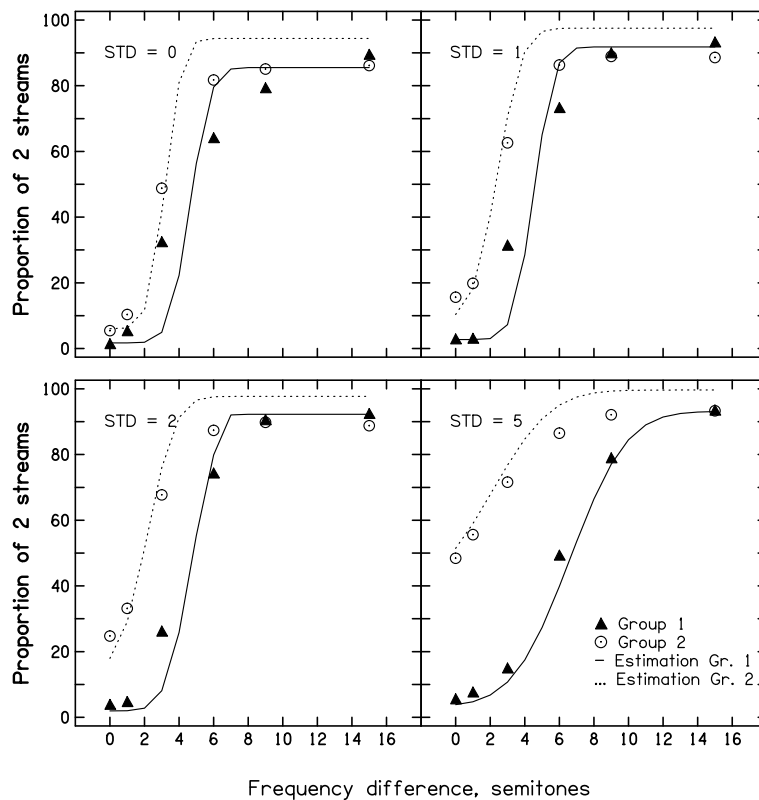 STD = 0
STD = 1
100
80
60
40
20
0
Proportion of 2 streams
STD = 2
STD = 5
100
80
60
40
20
0
Proportion of 2 streams
Group 1
Group 2
Estimation Gr. 1
Estimation Gr. 2
0 2 4 6 8 10 12 14 16
0 2 4 6 8 10 12 14 16
Frequency difference, semitones